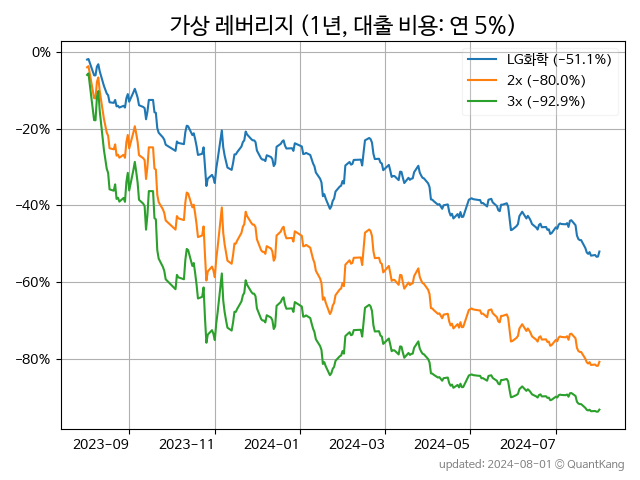 가상 레버리지 (1년, 대출 비용: 연 5%)
LG화학 (−51.1%)
2x (−80.0%)
3x (−92.9%)
0%
−20%
−40%
−60%
−80%
2023-09 2023-11 2024-01 2024-03 2024-05 2024-07
updated: 2024-08-01 © QuantKang